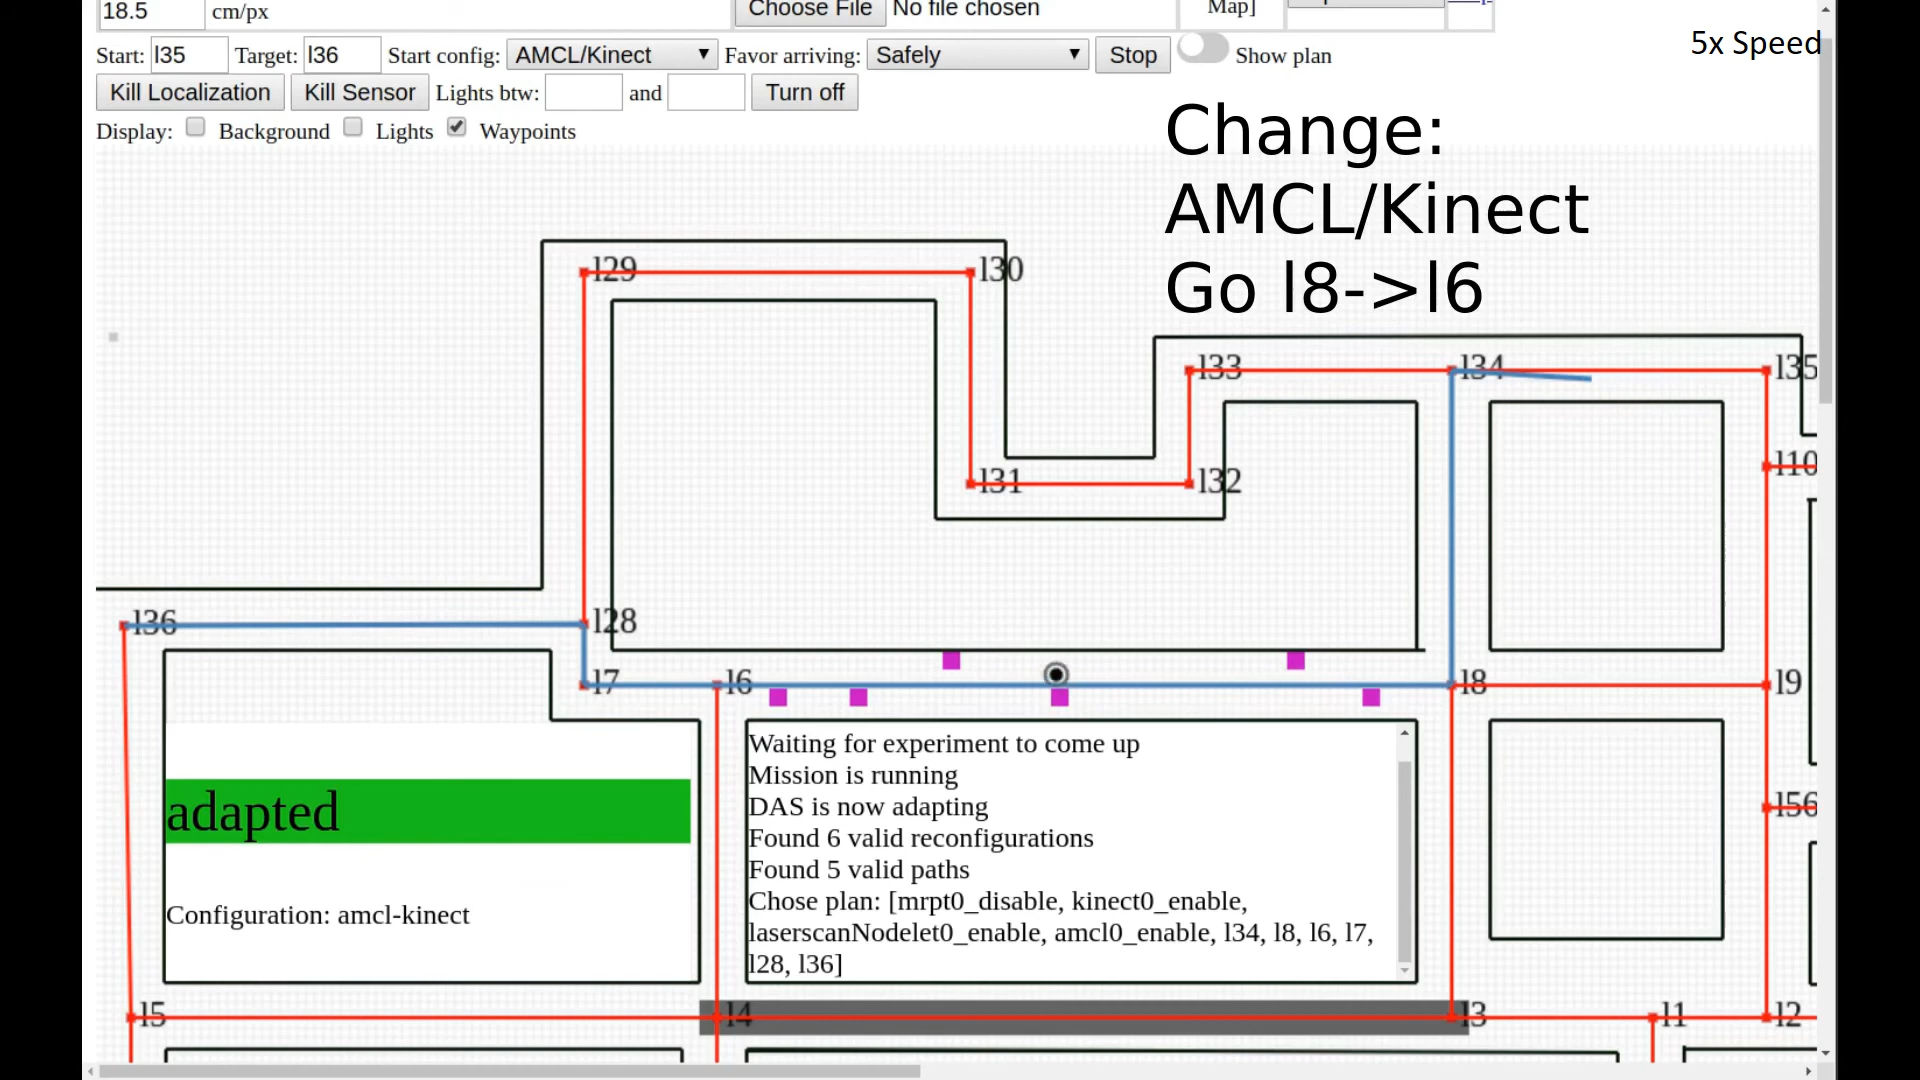 18.5 cm/px Choose File No file chosen Map]
5x Speed
Start: l35 Target: l36 Start config: AMCL/Kinect Favor arriving: Safely Stop Show plan
Kill Localization Kill Sensor Lights btw: and Turn off
Display: Background Lights Waypoints
Change:
AMCL/Kinect
Go l8->l6
l29 l30
l33 l34 l35
l31 l32 l10
l36 l28
l7 l6 l8 l9
adapted
Configuration: amcl-kinect
Waiting for experiment to come up
Mission is running
DAS is now adapting
Found 6 valid reconfigurations
Found 5 valid paths
Chose plan: [mrpt0_disable, kinect0_enable,
laserscanNodelet0_enable, amcl0_enable, l34, l8, l6, l7,
l28, l36]
l56
l5 l4 l3 l1 l2